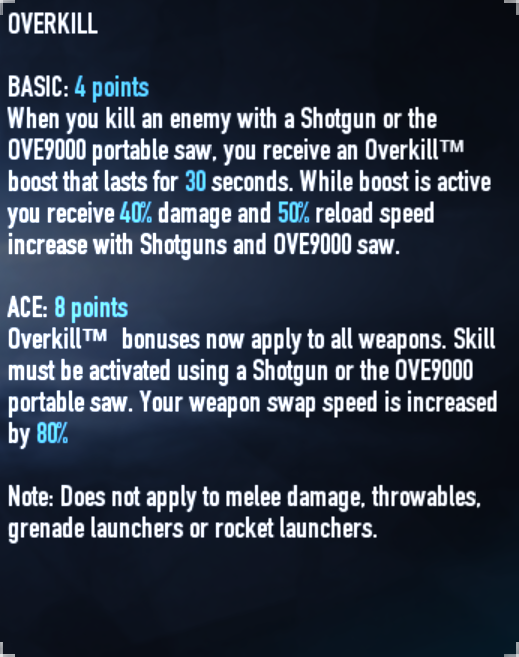 OVERKILL
BASIC: 4 points
When you kill an enemy with a Shotgun or the
OVE9000 portable saw, you receive an Overkill™
boost that lasts for 30 seconds. While boost is active
you receive 40% damage and 50% reload speed
increase with Shotguns and OVE9000 saw.
ACE: 8 points
Overkill™ bonuses now apply to all weapons. Skill
must be activated using a Shotgun or the OVE9000
portable saw. Your weapon swap speed is increased
by 80%
Note: Does not apply to melee damage, throwables,
grenade launchers or rocket launchers.